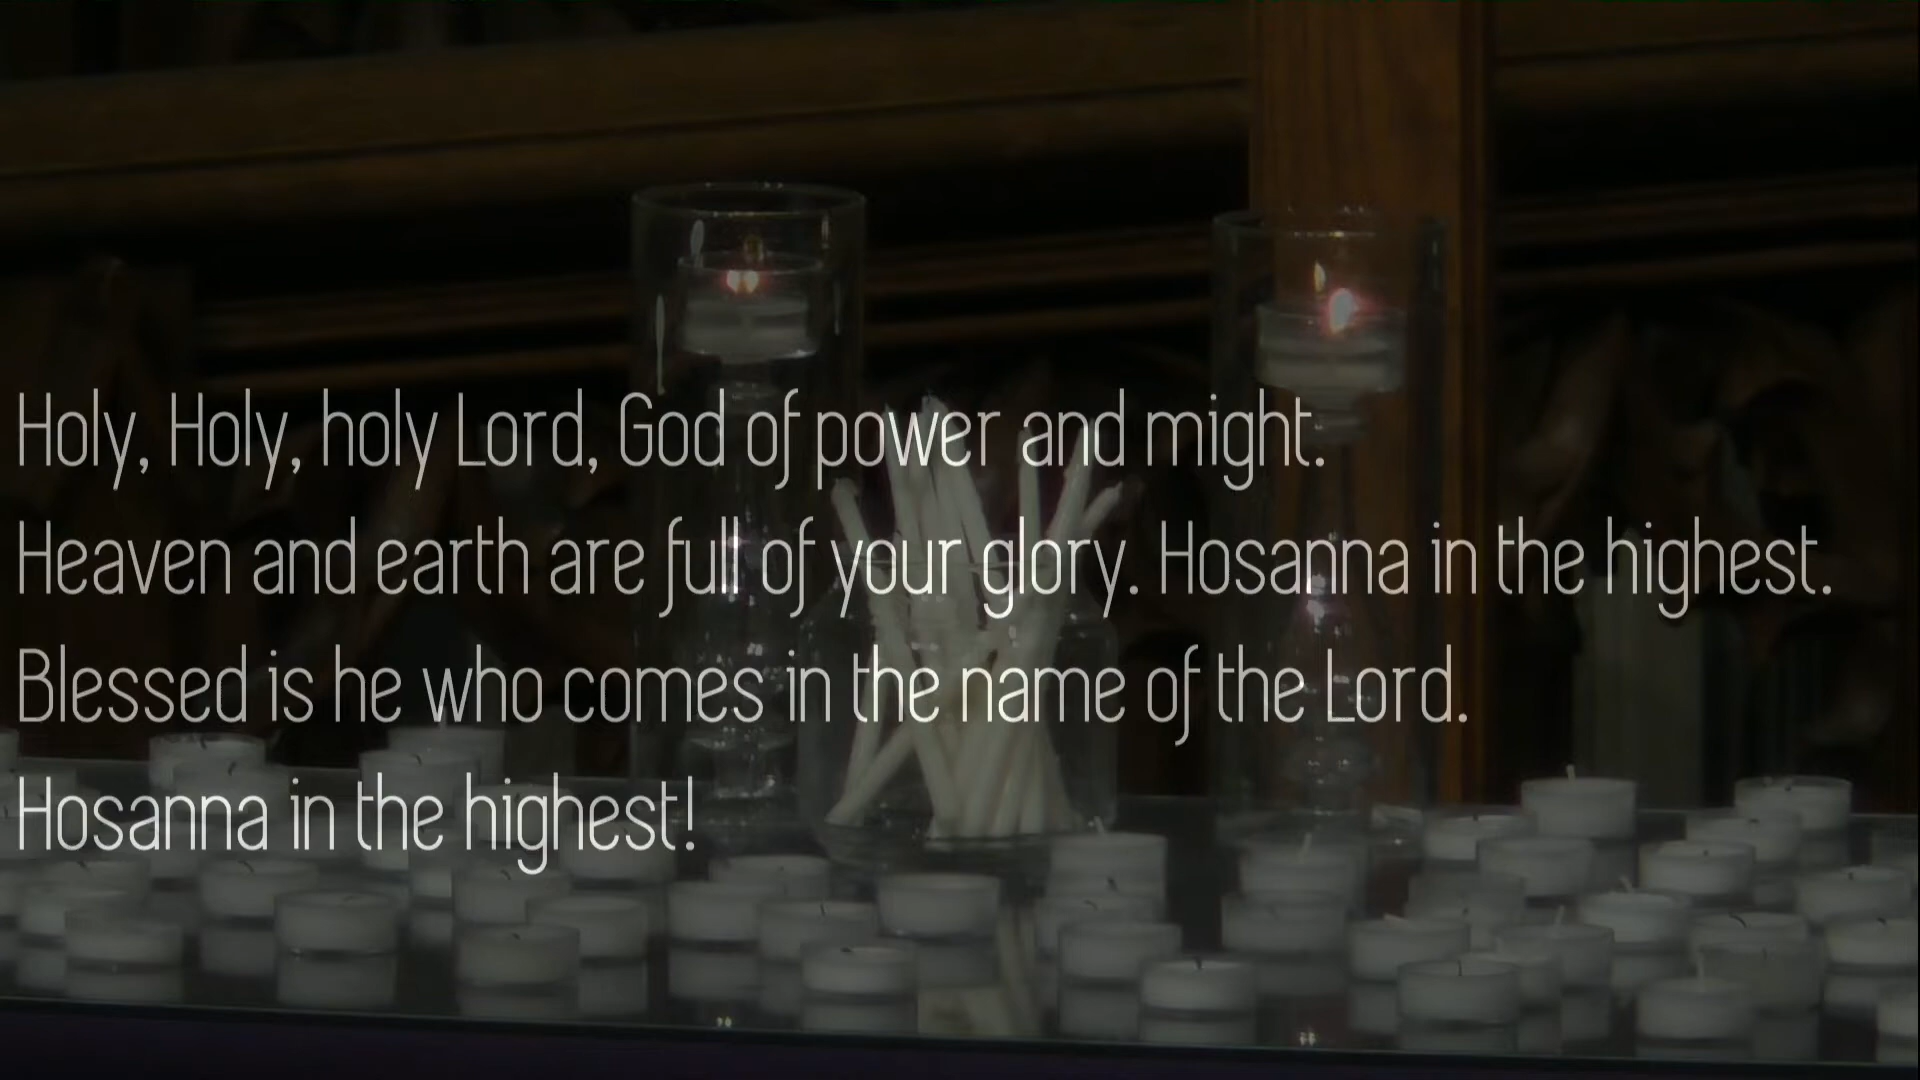 Holy, Holy, holy Lord, God of power and might.
Heaven and earth are full of your glory. Hosanna in the highest.
Blessed is he who comes in the name of the Lord.
Hosanna in the highest!